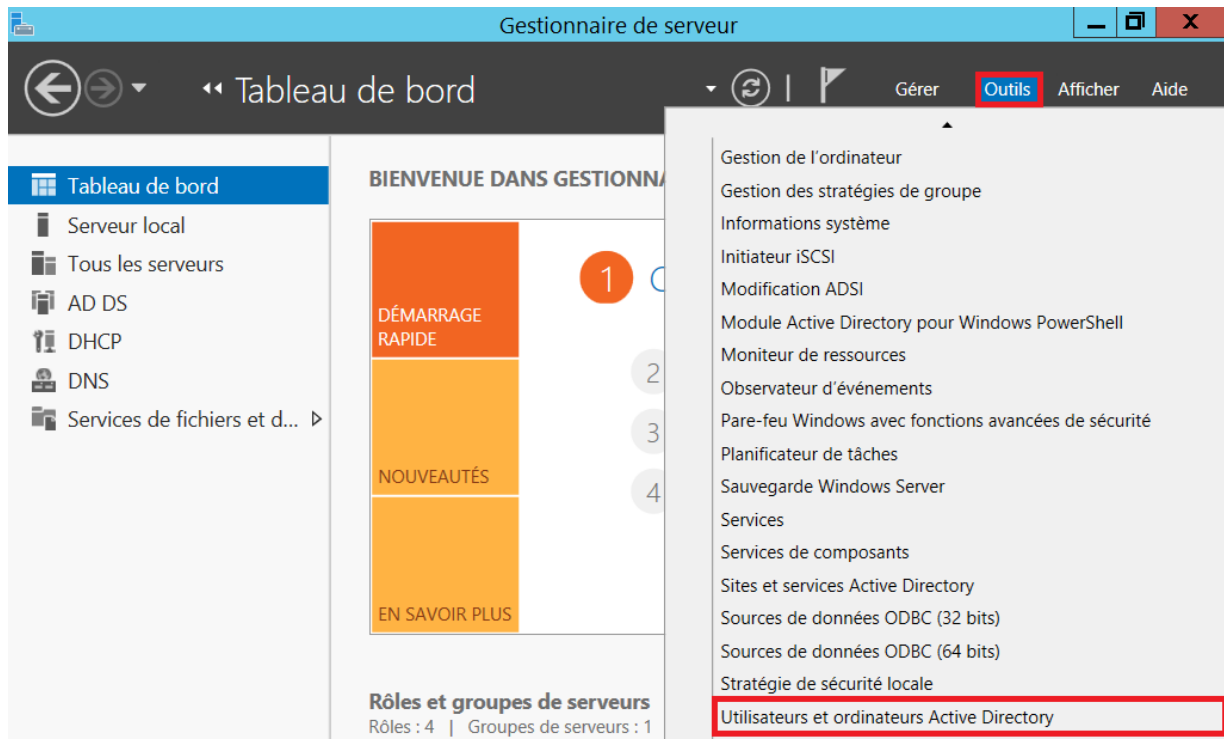 Gestionnaire de serveur
Tableau de bord
Gérer Outils Afficher Aide
Tableau de bord
Serveur local
Tous les serveurs
AD DS
DHCP
DNS
Services de fichiers et d...
BIENVENUE DANS
DÉMARRAGE
RAPIDE
NOUVEAUTÉS
EN SAVOIR PLUS
1
2
3
4
Rôles et groupes de serveurs
Rôles : 4 | Groupes de serveurs : 1
Gestion de l'ordinateur
Gestion des stratégies de groupe
Informations système
Initiateur iSCSI
Modification ADSI
Module Active Directory pour Windows PowerShell
Moniteur de ressources
Observateur d'événements
Pare-feu Windows avec fonctions avancées de sécurité
Planificateur de tâches
Sauvegarde Windows Server
Services
Services de composants
Sites et services Active Directory
Sources de données ODBC (32 bits)
Sources de données ODBC (64 bits)
Stratégie de sécurité locale
Utilisateurs et ordinateurs Active Directory